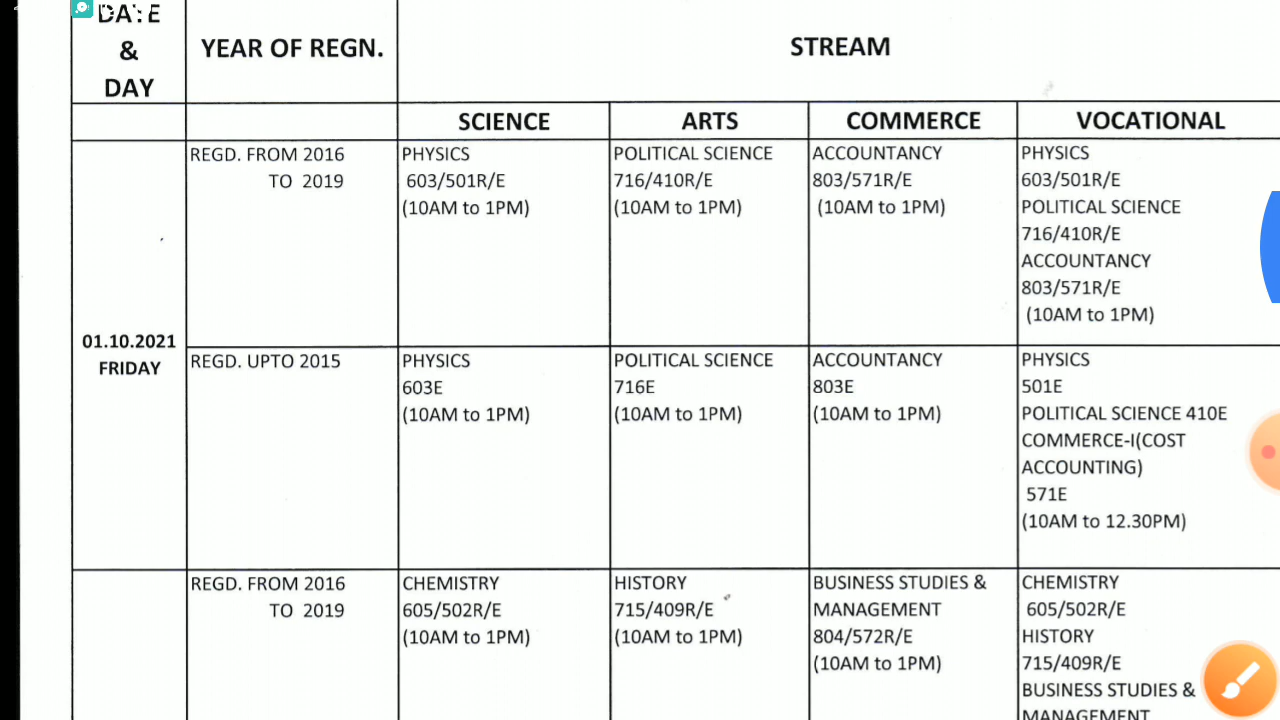 DATE
&
DAY
YEAR OF REGN.
STREAM
SCIENCE
ARTS
COMMERCE
VOCATIONAL
01.10.2021
FRIDAY
REGD. FROM 2016
TO 2019
PHYSICS
603/501R/E
(10AM to 1PM)
POLITICAL SCIENCE
716/410R/E
(10AM to 1PM)
ACCOUNTANCY
803/571R/E
(10AM to 1PM)
PHYSICS
603/501R/E
POLITICAL SCIENCE
716/410R/E
ACCOUNTANCY
803/571R/E
(10AM to 1PM)
REGD. UPTO 2015
PHYSICS
603E
(10AM to 1PM)
POLITICAL SCIENCE
716E
(10AM to 1PM)
ACCOUNTANCY
803E
(10AM to 1PM)
PHYSICS
501E
POLITICAL SCIENCE 410E
COMMERCE-I(COST
ACCOUNTING)
571E
(10AM to 12.30PM)
REGD. FROM 2016
TO 2019
CHEMISTRY
605/502R/E
(10AM to 1PM)
HISTORY
715/409R/E
(10AM to 1PM)
BUSINESS STUDIES &
MANAGEMENT
804/572R/E
(10AM to 1PM)
CHEMISTRY
605/502R/E
HISTORY
715/409R/E
BUSINESS STUDIES &
MANAGEMENT